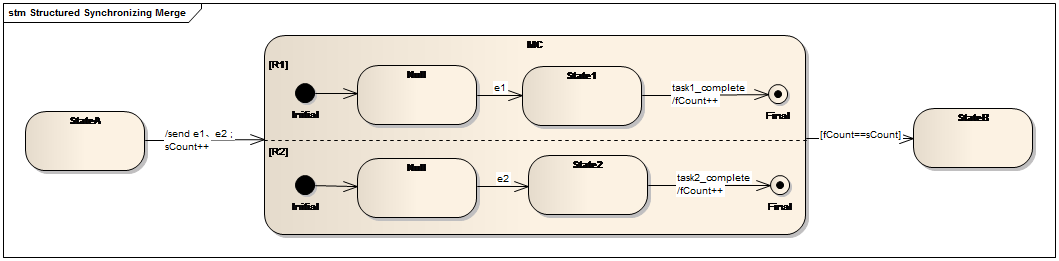 stm Structured Synchronizing Merge
MC
[R1]
Null
State1
e1
task1_complete
/fCount++
Initial
Final
StateA
/send e1、e2 ;
sCount++
[fCount==sCount]
StateB
[R2]
Null
State2
e2
task2_complete
/fCount++
Initial
Final